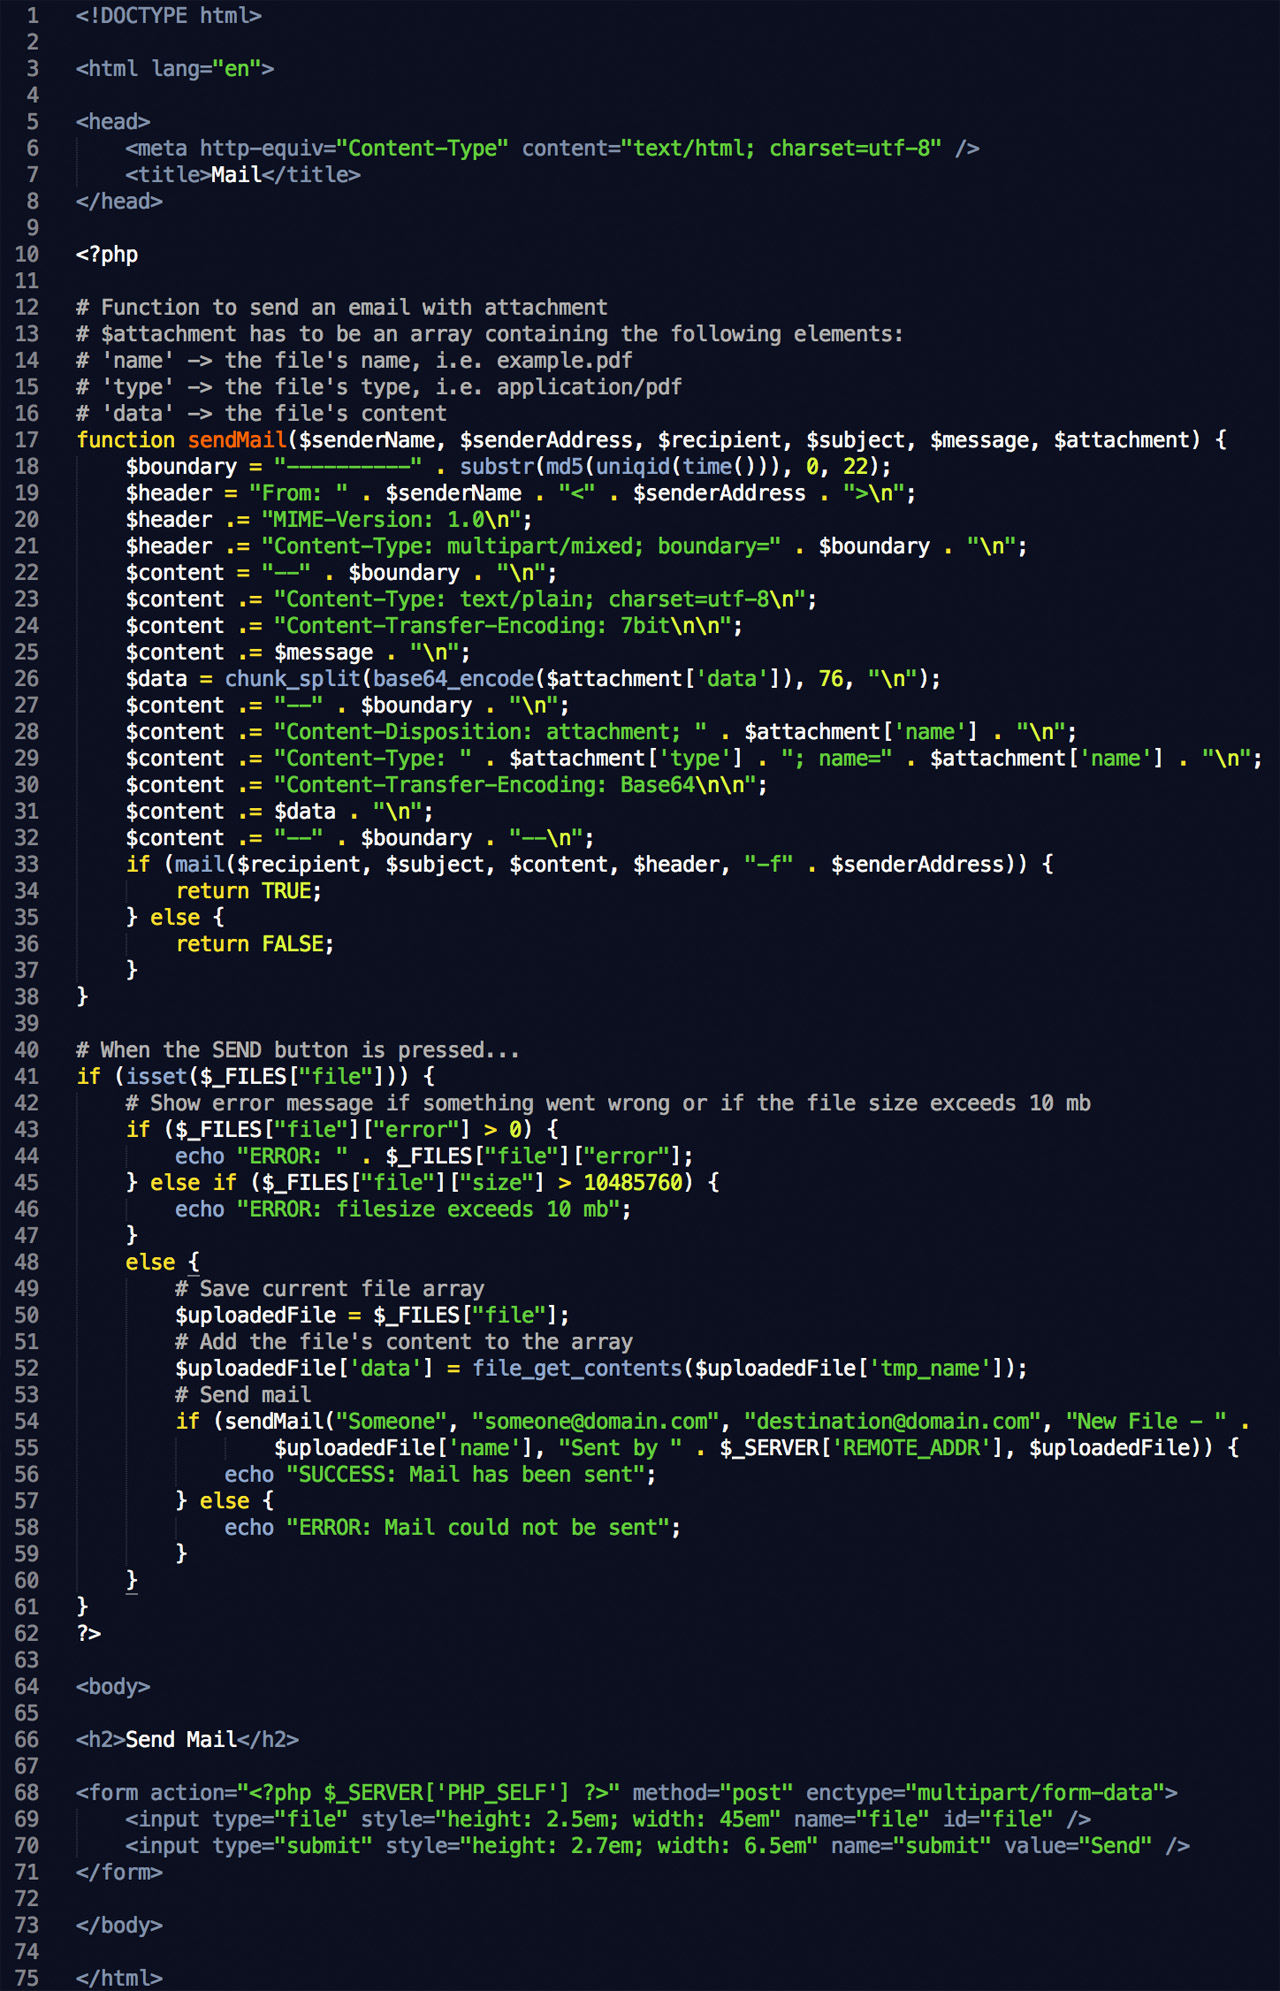 1 <!DOCTYPE html>
2
3 <html lang="en">
4
5 <head>
6     <meta http-equiv="Content-Type" content="text/html; charset=utf-8" />
7     <title>Mail</title>
8 </head>
9
10 <?php
11
12 # Function to send an email with attachment
13 # $attachment has to be an array containing the following elements:
14 # 'name' -> the file's name, i.e. example.pdf
15 # 'type' -> the file's type, i.e. application/pdf
16 # 'data' -> the file's content
17 function sendMail($senderName, $senderAddress, $recipient, $subject, $message, $attachment) {
18     $boundary = "----------" . substr(md5(uniqid(time())), 0, 22);
19     $header = "From: " . $senderName . "<" . $senderAddress . ">\n";
20     $header .= "MIME-Version: 1.0\n";
21     $header .= "Content-Type: multipart/mixed; boundary=" . $boundary . "\n";
22     $content = "--" . $boundary . "\n";
23     $content .= "Content-Type: text/plain; charset=utf-8\n";
24     $content .= "Content-Transfer-Encoding: 7bit\n\n";
25     $content .= $message . "\n";
26     $data = chunk_split(base64_encode($attachment['data']), 76, "\n");
27     $content .= "--" . $boundary . "\n";
28     $content .= "Content-Disposition: attachment; " . $attachment['name'] . "\n";
29     $content .= "Content-Type: " . $attachment['type'] . "; name=" . $attachment['name'] . "\n";
30     $content .= "Content-Transfer-Encoding: Base64\n\n";
31     $content .= $data . "\n";
32     $content .= "--" . $boundary . "--\n";
33     if (mail($recipient, $subject, $content, $header, "-f" . $senderAddress)) {
34         return TRUE;
35     } else {
36         return FALSE;
37     }
38 }
39
40 # When the SEND button is pressed...
41 if (isset($_FILES["file"])) {
42     # Show error message if something went wrong or if the file size exceeds 10 mb
43     if ($_FILES["file"]["error"] > 0) {
44         echo "ERROR: " . $_FILES["file"]["error"];
45     } else if ($_FILES["file"]["size"] > 10485760) {
46         echo "ERROR: filesize exceeds 10 mb";
47     }
48     else {
49         # Save current file array
50         $uploadedFile = $_FILES["file"];
51         # Add the file's content to the array
52         $uploadedFile['data'] = file_get_contents($uploadedFile['tmp_name']);
53         # Send mail
54         if (sendMail("Someone", "someone@domain.com", "destination@domain.com", "New File - " .
55                 $uploadedFile['name'], "Sent by " . $_SERVER['REMOTE_ADDR'], $uploadedFile)) {
56             echo "SUCCESS: Mail has been sent";
57         } else {
58             echo "ERROR: Mail could not be sent";
59         }
60     }
61 }
62 ?>
63
64 <body>
65
66 <h2>Send Mail</h2>
67
68 <form action="<?php $_SERVER['PHP_SELF'] ?>" method="post" enctype="multipart/form-data">
69     <input type="file" style="height: 2.5em; width: 45em" name="file" id="file" />
70     <input type="submit" style="height: 2.7em; width: 6.5em" name="submit" value="Send" />
71 </form>
72
73 </body>
74
75 </html>